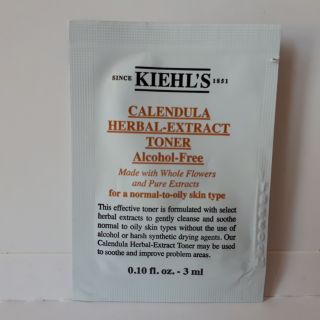 SINCE KIEHL'S 1851
CALENDULA
HERBAL-EXTRACT
TONER
Alcohol-Free
Made with Whole Flowers
and Pure Extracts
for a normal-to-oily skin type
This effective toner is formulated with select
herbal extracts to gently cleanse and soothe
normal to oily skin types without the use of
alcohol or harsh synthetic drying agents. Our
Calendula Herbal-Extract Toner may be used
to soothe and improve problem areas.
0.10 fl. oz. - 3 ml